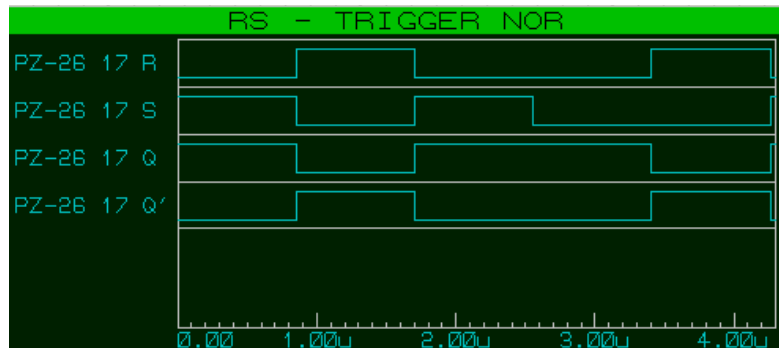 RS - TRIGGER NOR
PZ-26 17 R
PZ-26 17 S
PZ-26 17 Q
PZ-26 17 Q'
0.00 1.00u 2.00u 3.00u 4.00u